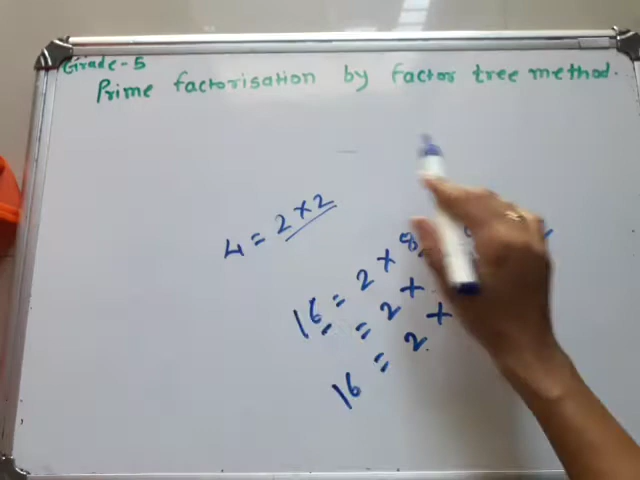 Grade-5
Prime factorisation by factor tree method.
4 = 2 × 2
16 = 2 × 8
= 2 ×
16 = 2 ×